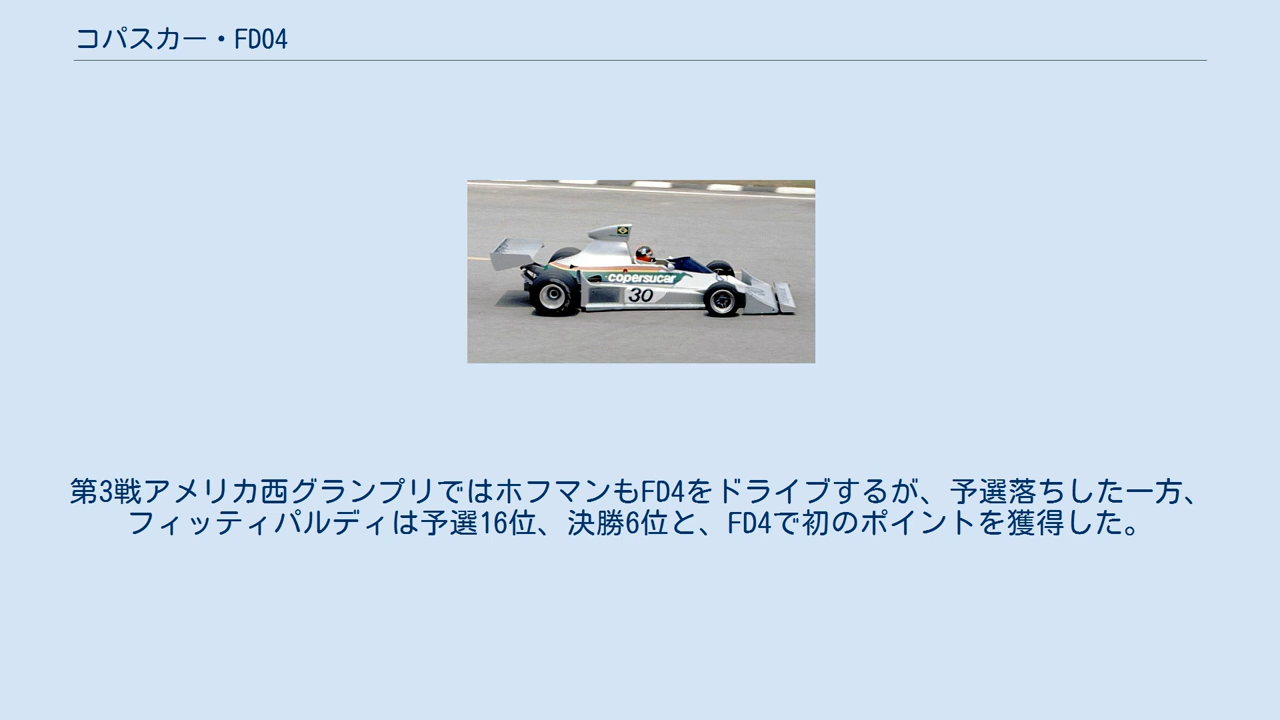 コパスカー・FD04
copersucar
30
第3戦アメリカ西グランプリではホフマンもFD4をドライブするが、予選落ちした一方、
フィッティパルディは予選16位、決勝6位と、FD4で初のポイントを獲得した。